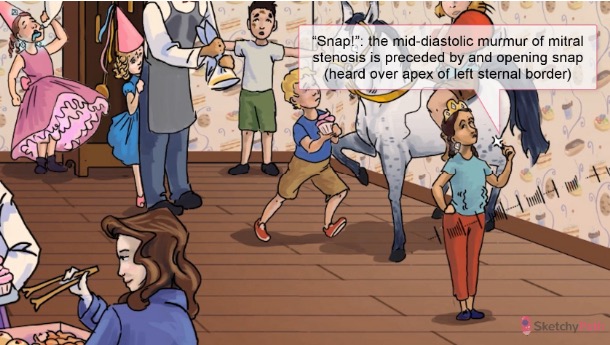 “Snap!”: the mid-diastolic murmur of mitral
stenosis is preceded by and opening snap
(heard over apex of left sternal border)
Sketchy